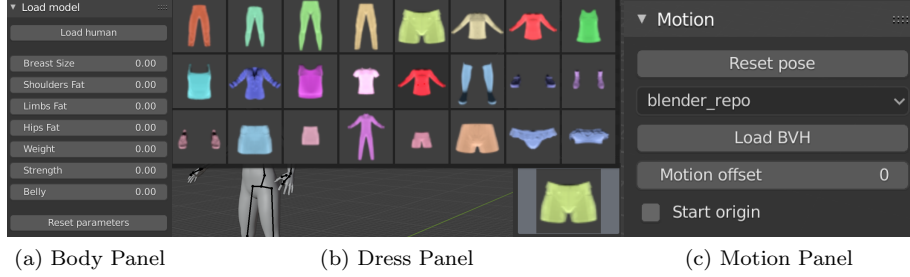 Load model
Load human
Breast Size 0.00
Shoulders Fat 0.00
Limbs Fat 0.00
Hips Fat 0.00
Weight 0.00
Strength 0.00
Belly 0.00
Reset parameters
Motion
Reset pose
blender_repo
Load BVH
Motion offset 0
Start origin
(a) Body Panel
(b) Dress Panel
(c) Motion Panel